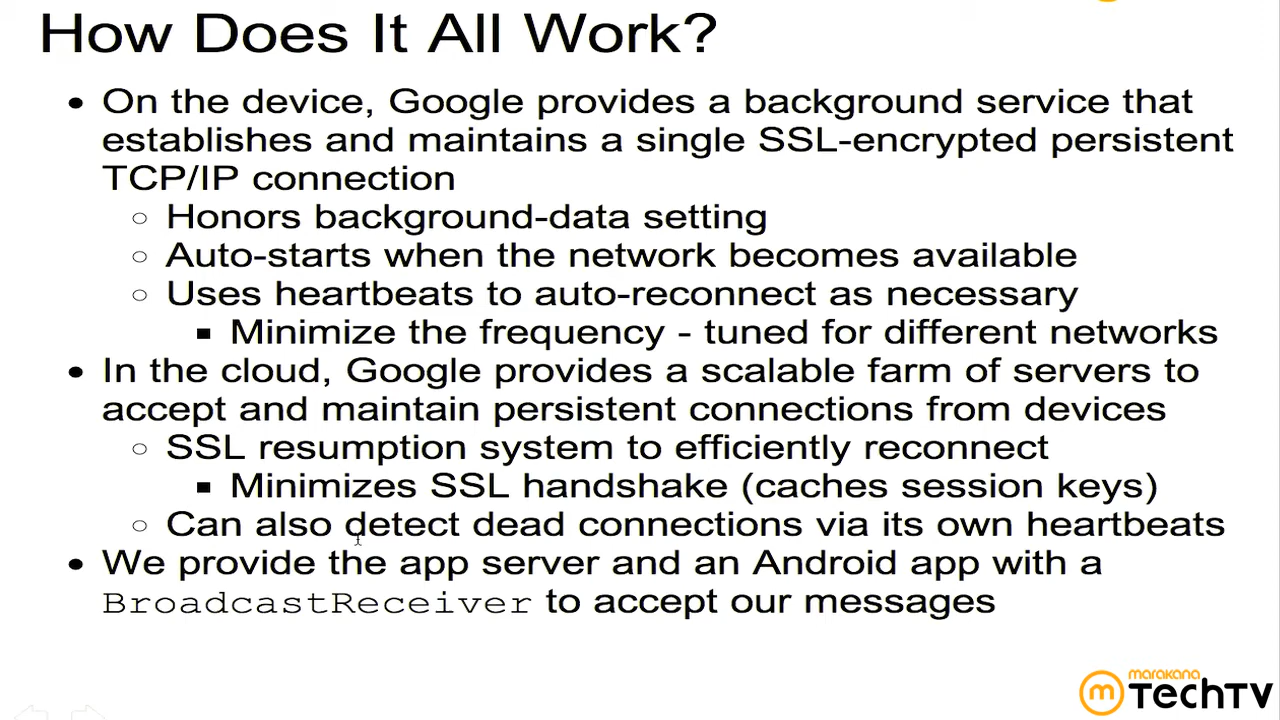 How Does It All Work?
• On the device, Google provides a background service that
establishes and maintains a single SSL-encrypted persistent
TCP/IP connection
○ Honors background-data setting
○ Auto-starts when the network becomes available
○ Uses heartbeats to auto-reconnect as necessary
■ Minimize the frequency - tuned for different networks
• In the cloud, Google provides a scalable farm of servers to
accept and maintain persistent connections from devices
○ SSL resumption system to efficiently reconnect
■ Minimizes SSL handshake (caches session keys)
○ Can also detect dead connections via its own heartbeats
• We provide the app server and an Android app with a
BroadcastReceiver to accept our messages
m marakana
TechTV